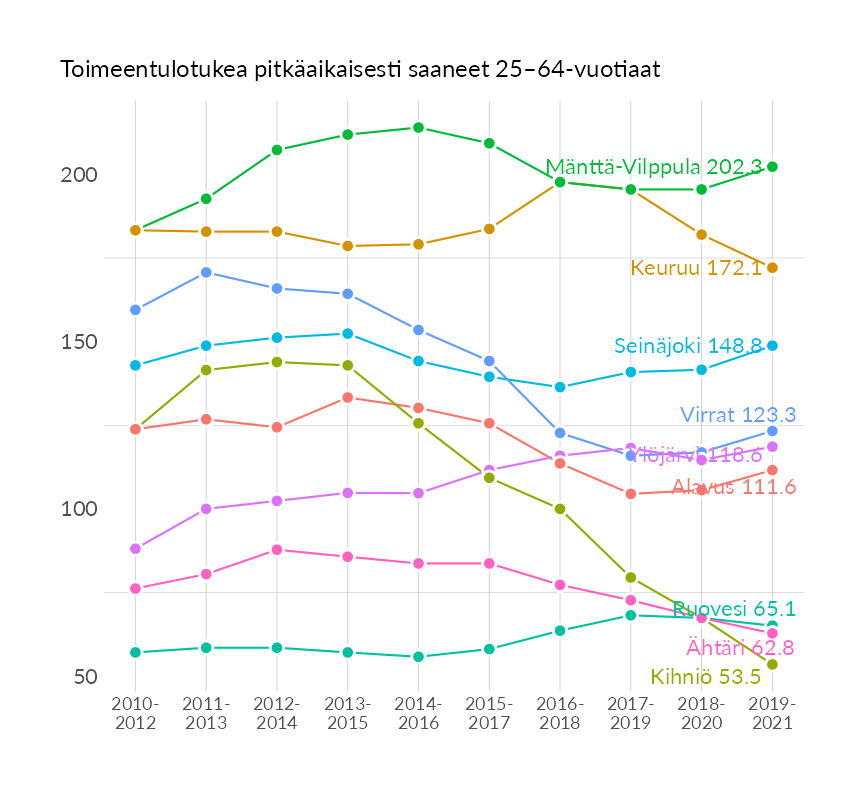 Toimeentulotukea pitkäaikaisesti saaneet 25–64-vuotiaat
200
150
100
50
Mänttä-Vilppula 202.3
Keuruu 172.1
Seinäjoki 148.8
Virrat 123.3
Ylöjärvi 118.6
Alavus 111.6
Ruovesi 65.1
Ähtäri 62.8
Kihniö 53.5
2010- 2011- 2012- 2013- 2014- 2015- 2016- 2017- 2018- 2019-
2012 2013 2014 2015 2016 2017 2018 2019 2020 2021